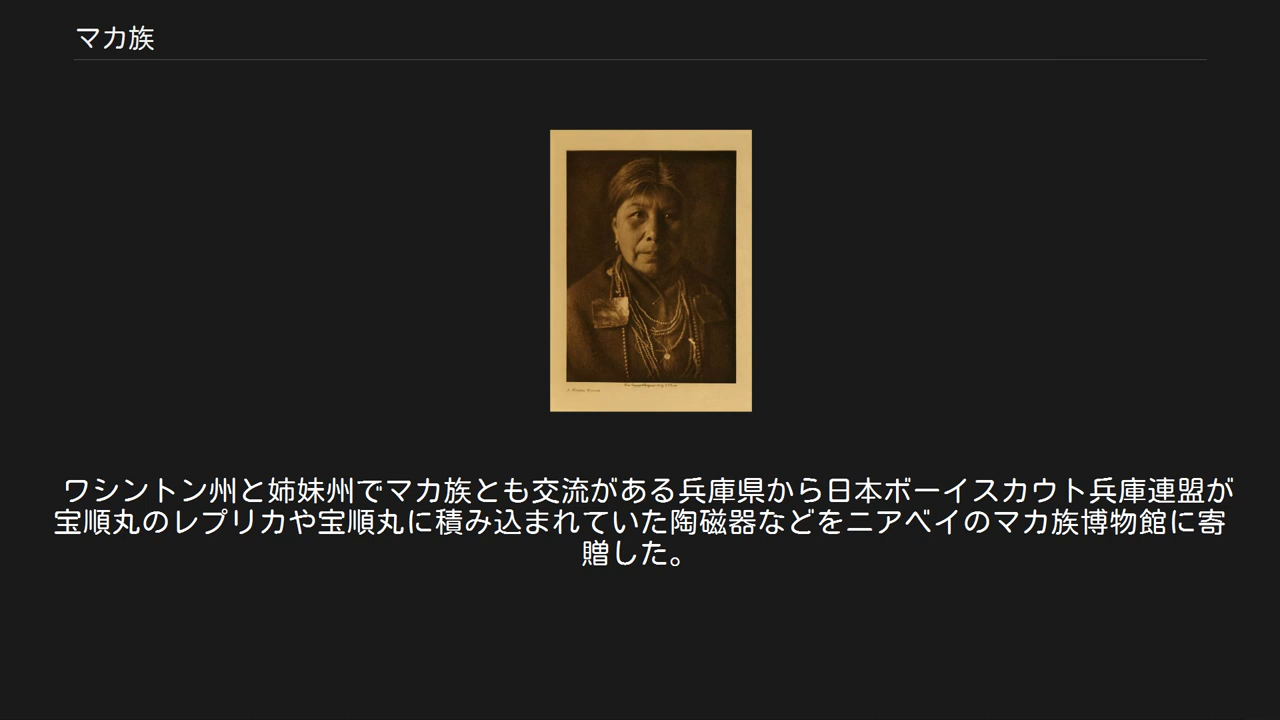 マカ族
ワシントン州と姉妹州でマカ族とも交流がある兵庫県から日本ボーイスカウト兵庫連盟が
宝順丸のレプリカや宝順丸に積み込まれていた陶磁器などをニアベイのマカ族博物館に寄
贈した。